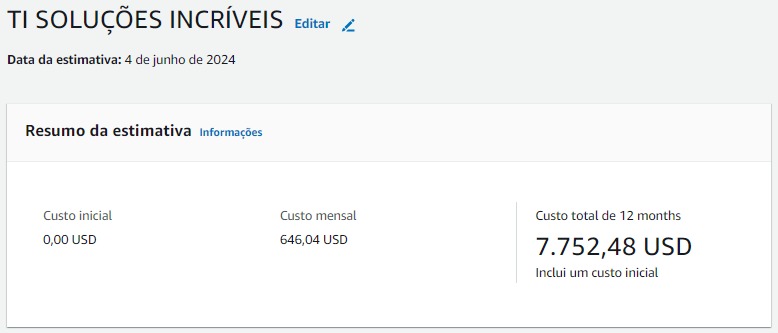 TI SOLUÇÕES INCRÍVEIS Editar
Data da estimativa: 4 de junho de 2024
Resumo da estimativa Informações
Custo inicial
0,00 USD
Custo mensal
646,04 USD
Custo total de 12 months
7.752,48 USD
Inclui um custo inicial